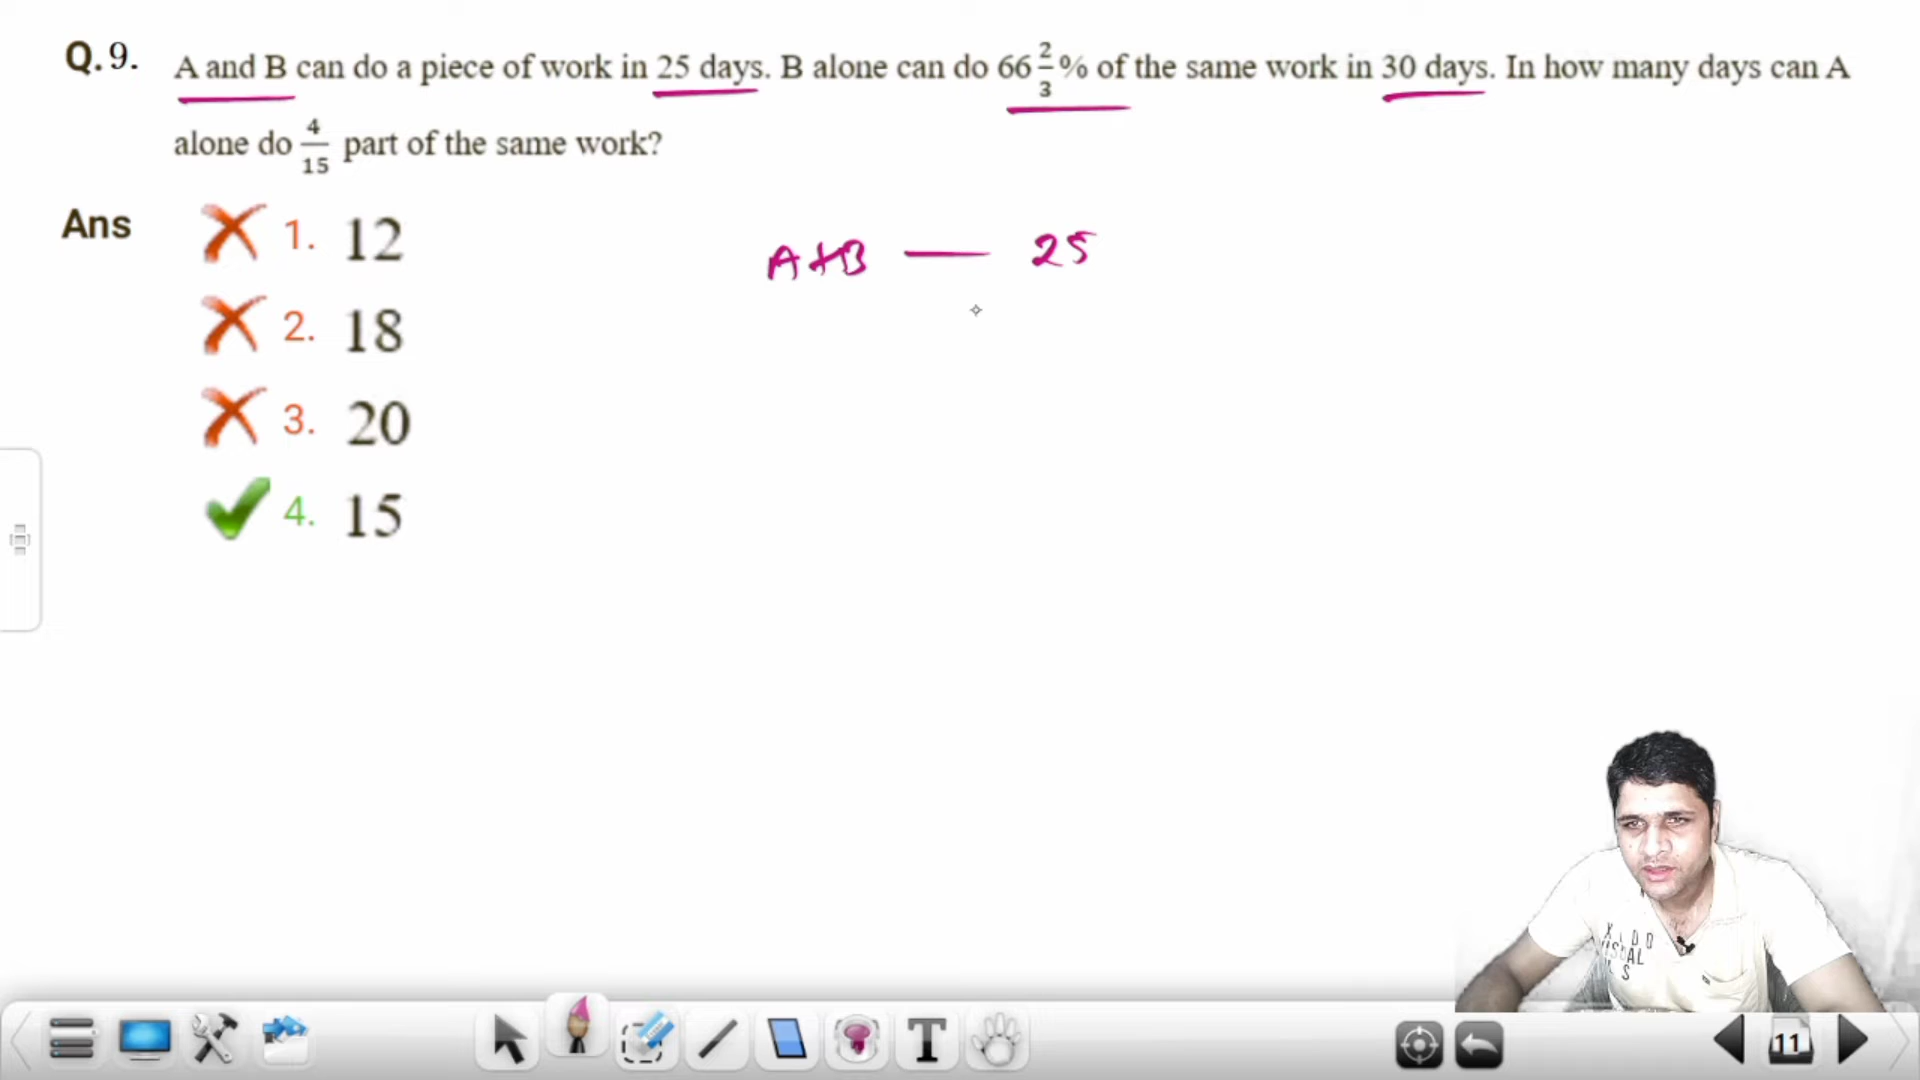 Q.9. A and B can do a piece of work in 25 days. B alone can do 66 2/3% of the same work in 30 days. In how many days can A
alone do 4/15 part of the same work?
Ans 1. 12
2. 18
3. 20
4. 15
A+B — 25
11